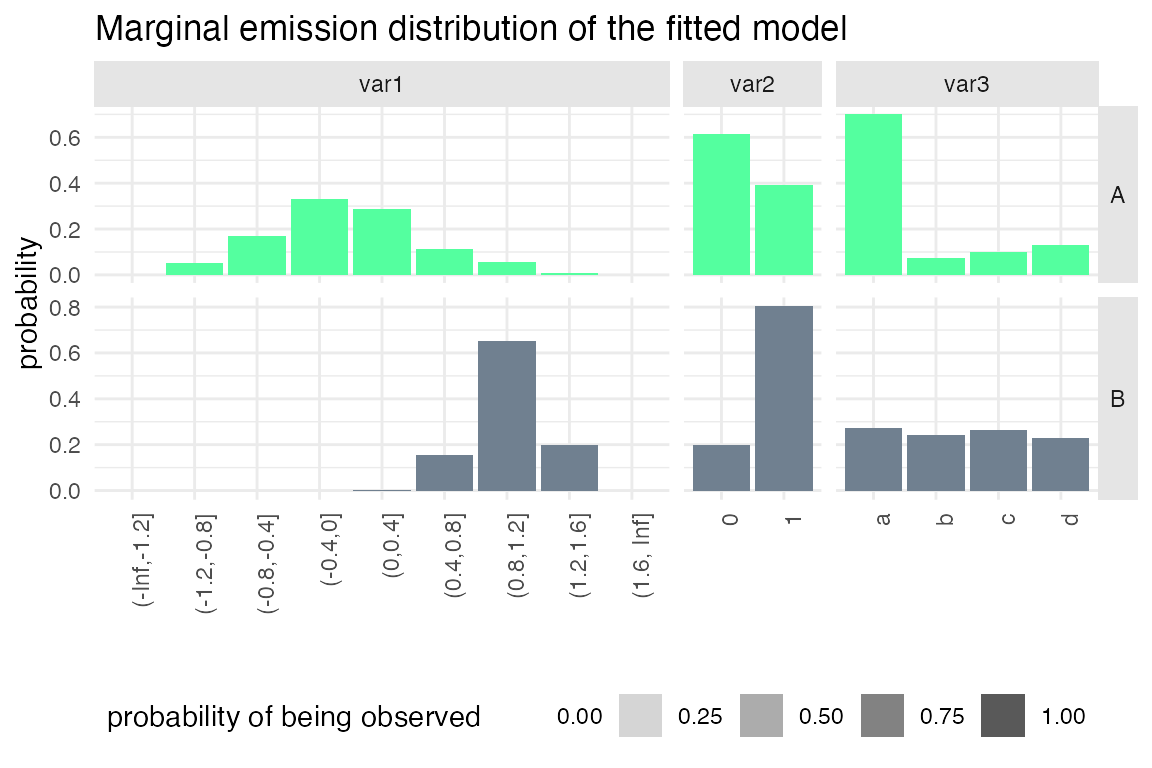 Marginal emission distribution of the fitted model
var1 var2 var3
probability
0.6
0.4
0.2
0.0
A
0.8
0.6
0.4
0.2
0.0
B
(-Inf,-1.2] (-1.2,-0.8] (-0.8,-0.4] (-0.4,0] (0,0.4] (0.4,0.8] (0.8,1.2] (1.2,1.6] (1.6, Inf] 0 1 a b c d
probability of being observed 0.00 0.25 0.50 0.75 1.00